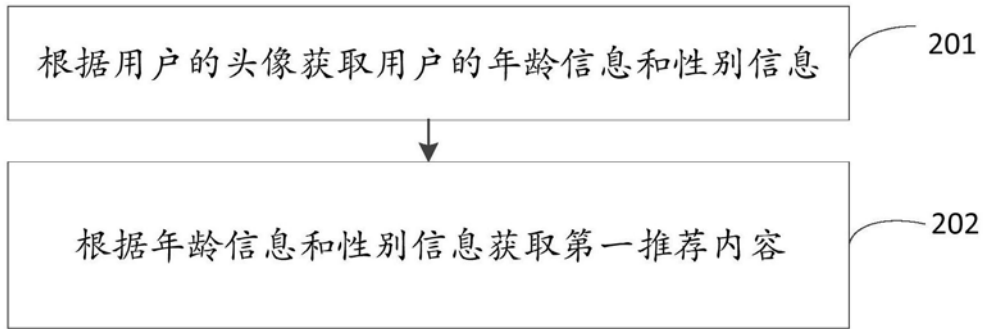 根据用户的头像获取用户的年龄信息和性别信息
201
根据年龄信息和性别信息获取第一推荐内容
202